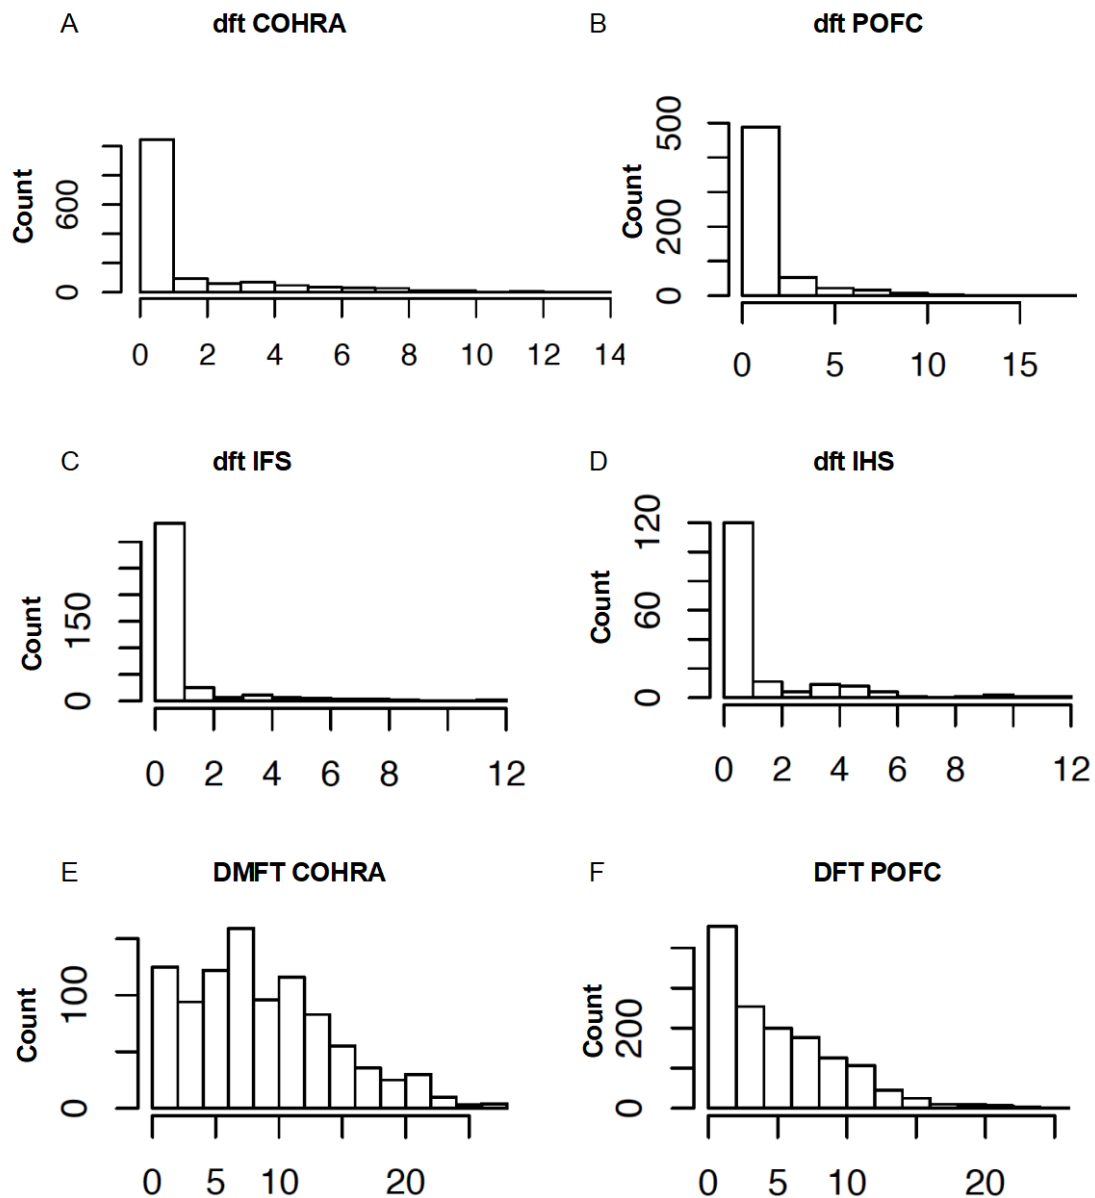 A dft COHRA
Count
0 600
0 2 4 6 8 10 12 14
B dft POFC
Count
0 200 500
0 5 10 15
C dft IFS
Count
0 150
0 2 4 6 8 12
D dft IHS
Count
0 60 120
0 2 4 6 8 12
E DMFT COHRA
Count
0 100
0 5 10 20
F DFT POFC
Count
0 200
0 5 10 20